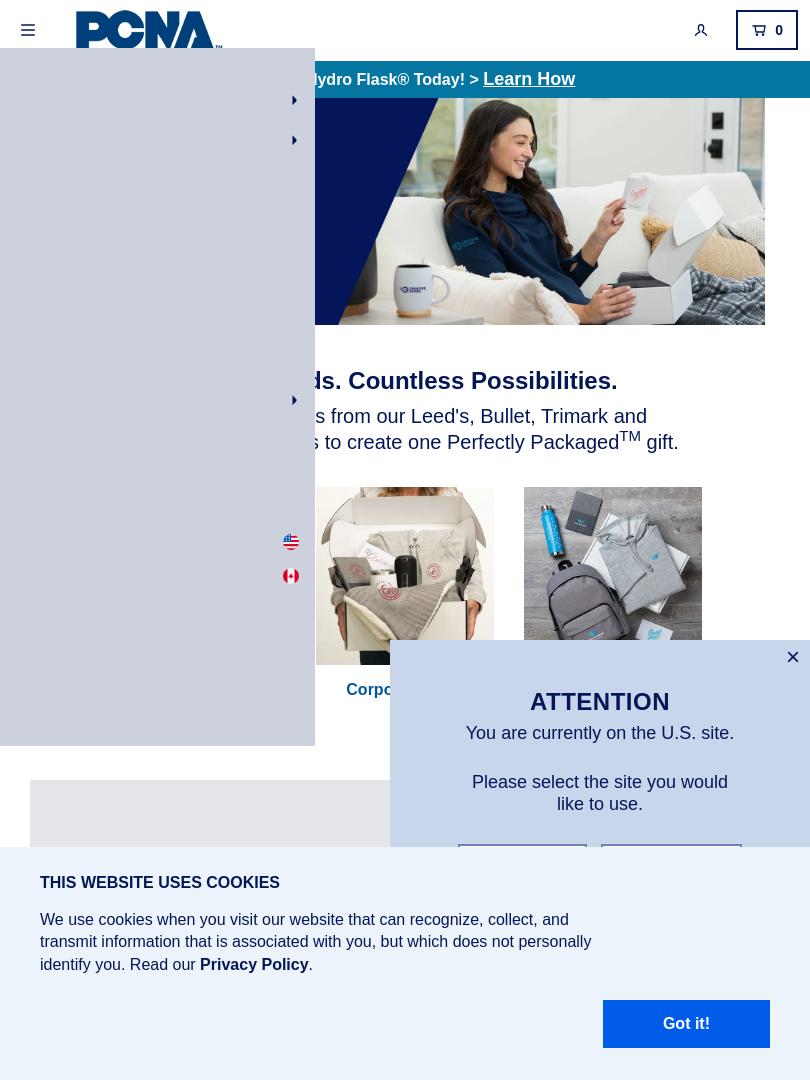 PCNA™
0
Hydro Flask® Today! > Learn How
ds. Countless Possibilities.
s from our Leed's, Bullet, Trimark and
s to create one Perfectly Packaged™ gift.
Corpo
×
ATTENTION
You are currently on the U.S. site.
Please select the site you would
like to use.
THIS WEBSITE USES COOKIES
We use cookies when you visit our website that can recognize, collect, and
transmit information that is associated with you, but which does not personally
identify you. Read our Privacy Policy.
Got it!